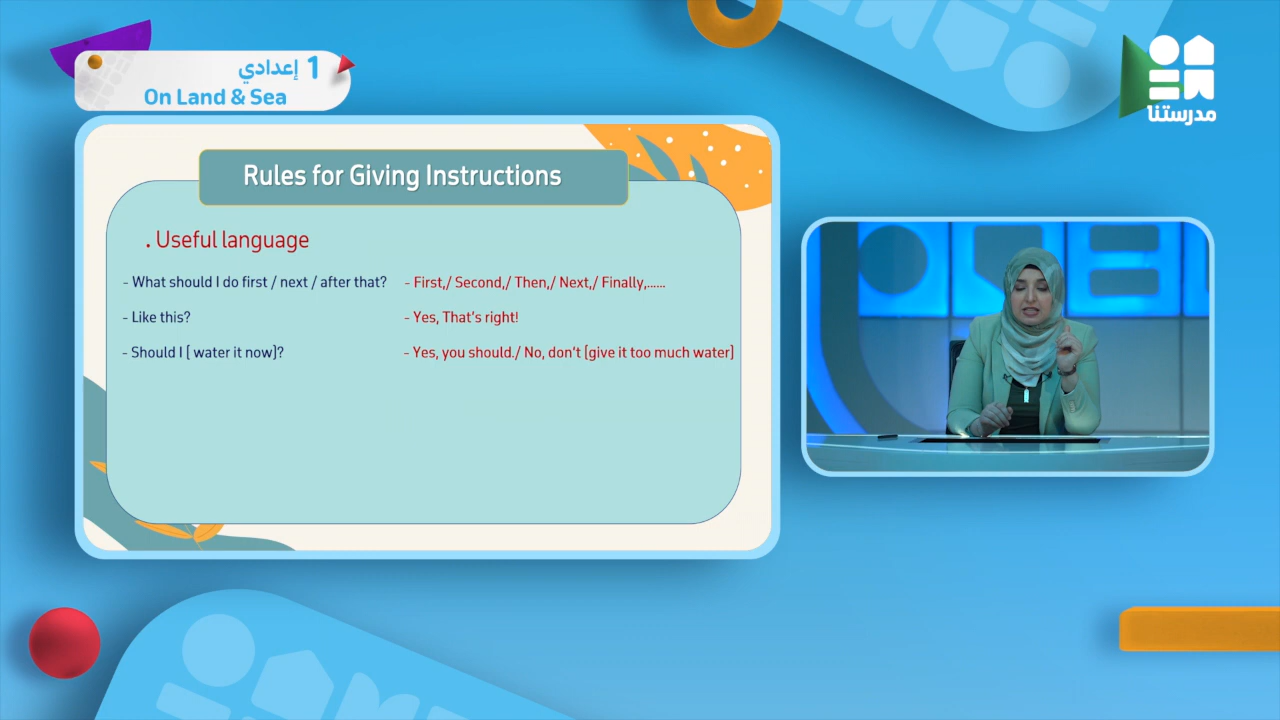 1 إعدادي
On Land & Sea
مدرستنا
Rules for Giving Instructions
. Useful language
- What should I do first / next / after that? - First,/ Second,/ Then,/ Next,/ Finally,......
- Like this? - Yes, That's right!
- Should I [ water it now]? - Yes, you should./ No, don't [give it too much water]